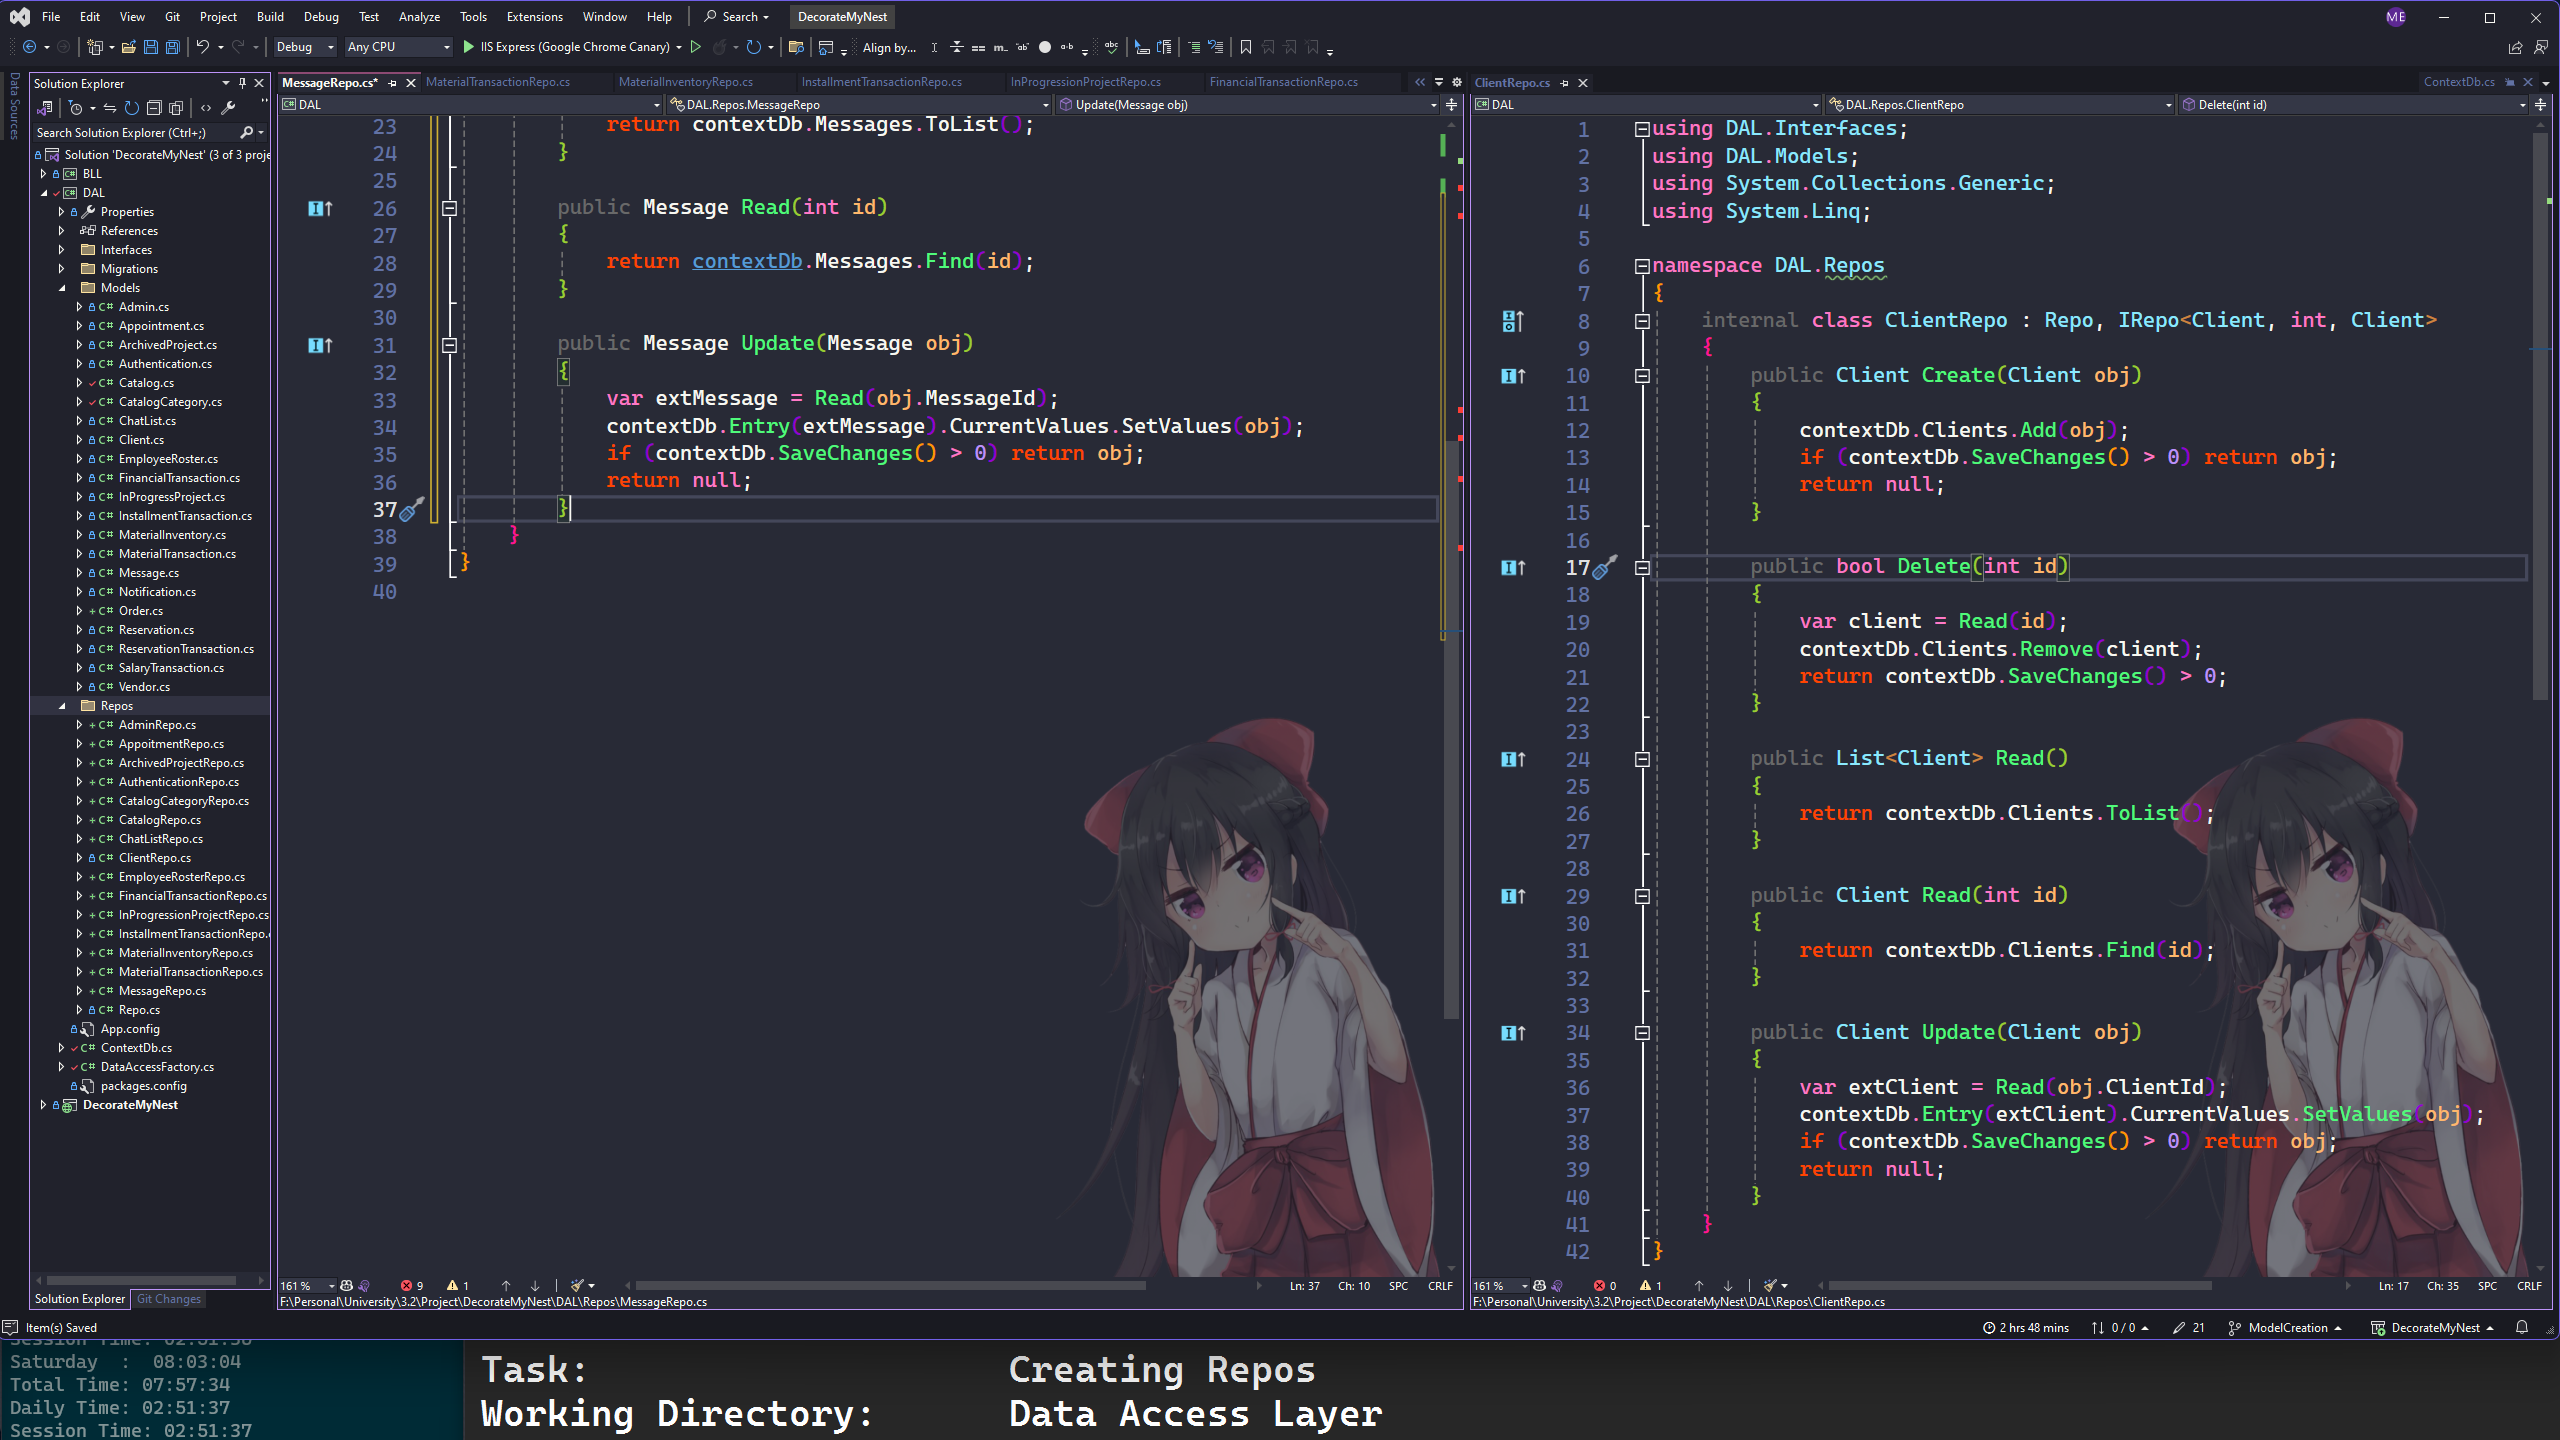 File Edit View Git Project Build Debug Test Analyze Tools Extensions Window Help Search DecorateMyNest ME
Debug Any CPU IIS Express (Google Chrome Canary) Align by...
Data Sources
Solution Explorer
Search Solution Explorer (Ctrl+;)
Solution 'DecorateMyNest' (3 of 3 proje
BLL
DAL
Properties
References
Interfaces
Migrations
Models
C# Admin.cs
C# Appointment.cs
C# ArchivedProject.cs
C# Authentication.cs
C# Catalog.cs
C# CatalogCategory.cs
C# ChatList.cs
C# Client.cs
C# EmployeeRoster.cs
C# FinancialTransaction.cs
C# InProgressProject.cs
C# InstallmentTransaction.cs
C# MaterialInventory.cs
C# MaterialTransaction.cs
C# Message.cs
C# Notification.cs
+ C# Order.cs
C# Reservation.cs
C# ReservationTransaction.cs
C# SalaryTransaction.cs
C# Vendor.cs
Repos
+ C# AdminRepo.cs
+ C# AppoitmentRepo.cs
+ C# ArchivedProjectRepo.cs
+ C# AuthenticationRepo.cs
+ C# CatalogCategoryRepo.cs
+ C# CatalogRepo.cs
+ C# ChatListRepo.cs
C# ClientRepo.cs
+ C# EmployeeRosterRepo.cs
+ C# FinancialTransactionRepo.cs
+ C# InProgressionProjectRepo.cs
+ C# InstallmentTransactionRepo.
+ C# MaterialInventoryRepo.cs
+ C# MaterialTransactionRepo.cs
+ C# MessageRepo.cs
C# Repo.cs
App.config
C# ContextDb.cs
C# DataAccessFactory.cs
packages.config
DecorateMyNest
Solution Explorer Git Changes
MessageRepo.cs* MaterialTransactionRepo.cs MaterialInventoryRepo.cs InstallmentTransactionRepo.cs InProgressionProjectRepo.cs FinancialTransactionRepo.cs
DAL DAL.Repos.MessageRepo Update(Message obj)
23 return contextDb.Messages.ToList();
24 }
25
26 public Message Read(int id)
27 {
28 return contextDb.Messages.Find(id);
29 }
30
31 public Message Update(Message obj)
32 {
33 var extMessage = Read(obj.MessageId);
34 contextDb.Entry(extMessage).CurrentValues.SetValues(obj);
35 if (contextDb.SaveChanges() > 0) return obj;
36 return null;
37 }
38 }
39 }
40
161 % 9 1 Ln: 37 Ch: 10 SPC CRLF
F:\Personal\University\3.2\Project\DecorateMyNest\DAL\Repos\MessageRepo.cs
ClientRepo.cs ContextDb.cs
DAL DAL.Repos.ClientRepo Delete(int id)
1 using DAL.Interfaces;
2 using DAL.Models;
3 using System.Collections.Generic;
4 using System.Linq;
5
6 namespace DAL.Repos
7 {
8 internal class ClientRepo : Repo, IRepo<Client, int, Client>
9 {
10 public Client Create(Client obj)
11 {
12 contextDb.Clients.Add(obj);
13 if (contextDb.SaveChanges() > 0) return obj;
14 return null;
15 }
16
17 public bool Delete(int id)
18 {
19 var client = Read(id);
20 contextDb.Clients.Remove(client);
21 return contextDb.SaveChanges() > 0;
22 }
23
24 public List<Client> Read()
25 {
26 return contextDb.Clients.ToList();
27 }
28
29 public Client Read(int id)
30 {
31 return contextDb.Clients.Find(id);
32 }
33
34 public Client Update(Client obj)
35 {
36 var extClient = Read(obj.ClientId);
37 contextDb.Entry(extClient).CurrentValues.SetValues(obj);
38 if (contextDb.SaveChanges() > 0) return obj;
39 return null;
40 }
41 }
42 }
161 % 0 1 Ln: 17 Ch: 35 SPC CRLF
F:\Personal\University\3.2\Project\DecorateMyNest\DAL\Repos\ClientRepo.cs
Item(s) Saved 2 hrs 48 mins 0 / 0 21 ModelCreation DecorateMyNest
Session Time: 02:51:36
Saturday : 08:03:04
Total Time: 07:57:34
Daily Time: 02:51:37
Session Time: 02:51:37
Task: Creating Repos
Working Directory: Data Access Layer